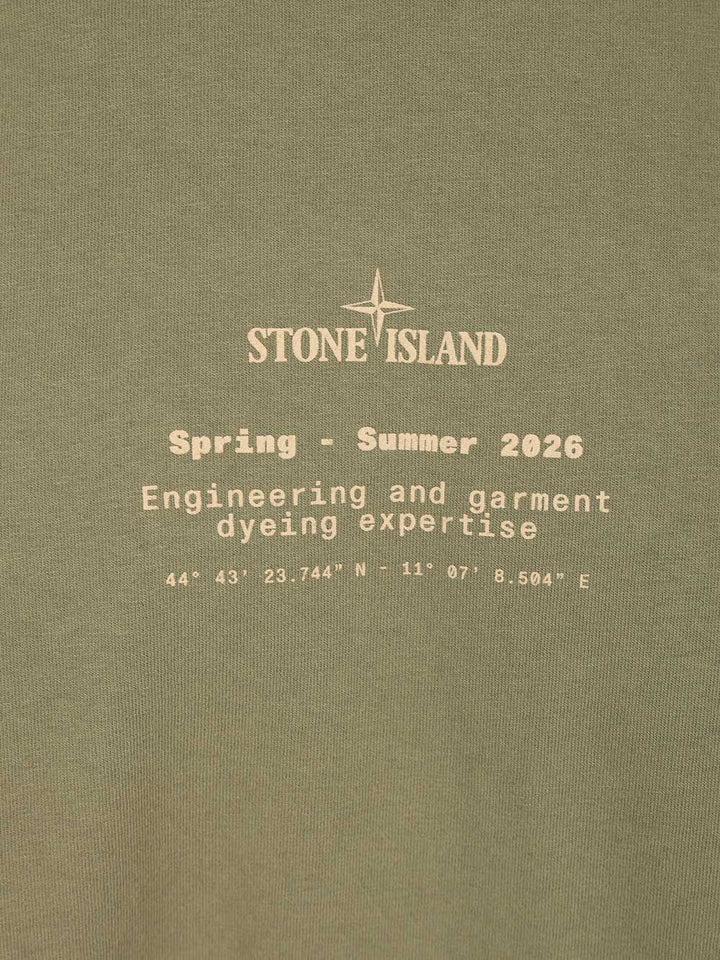 STONE ISLAND
Spring - Summer 2026
Engineering and garment
dyeing expertise
44° 43' 23.744" N - 11° 07' 8.504" E